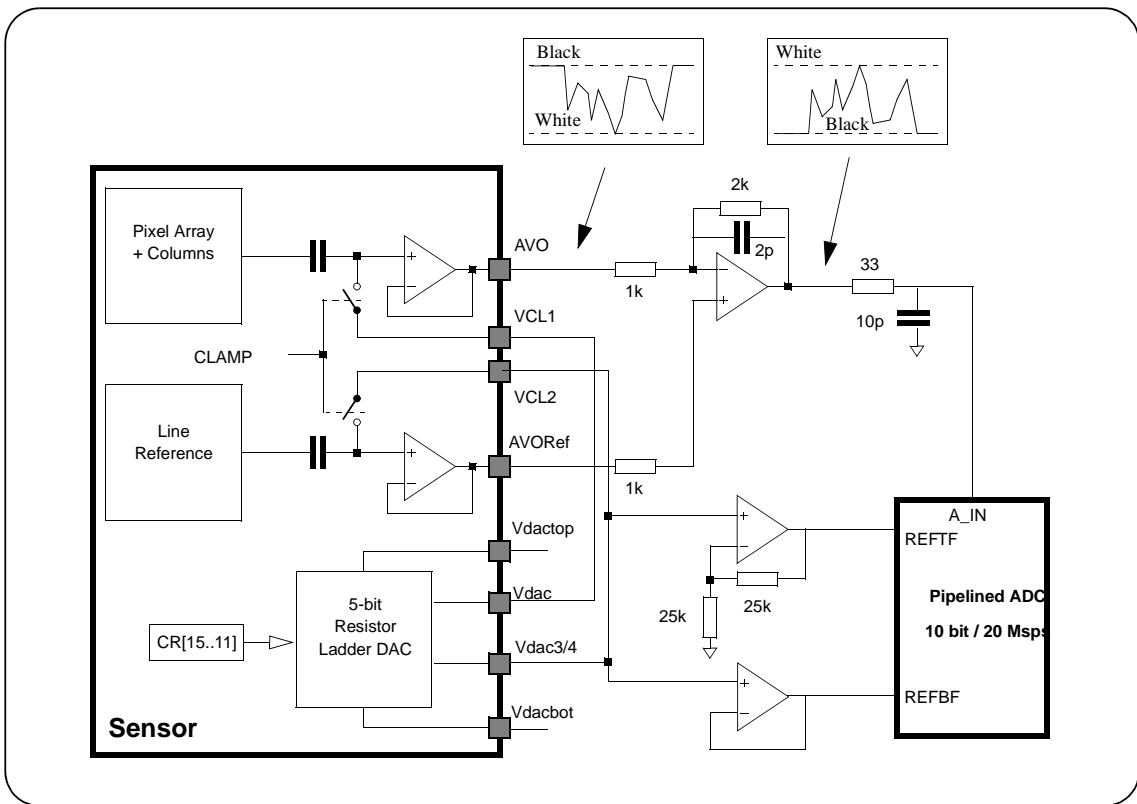 Black
White
White
Black
Pixel Array
+ Columns
CLAMP
Line
Reference
CR[15..11]
5-bit
Resistor
Ladder DAC
Sensor
AVO
VCL1
VCL2
AVORef
Vdactop
Vdac
Vdac3/4
Vdacbot
+
−
+
−
1k
1k
2k
2p
−
+
33
10p
+
−
25k
25k
+
−
A_IN
REFTF
Pipelined ADC
10 bit / 20 Msps
REFBF